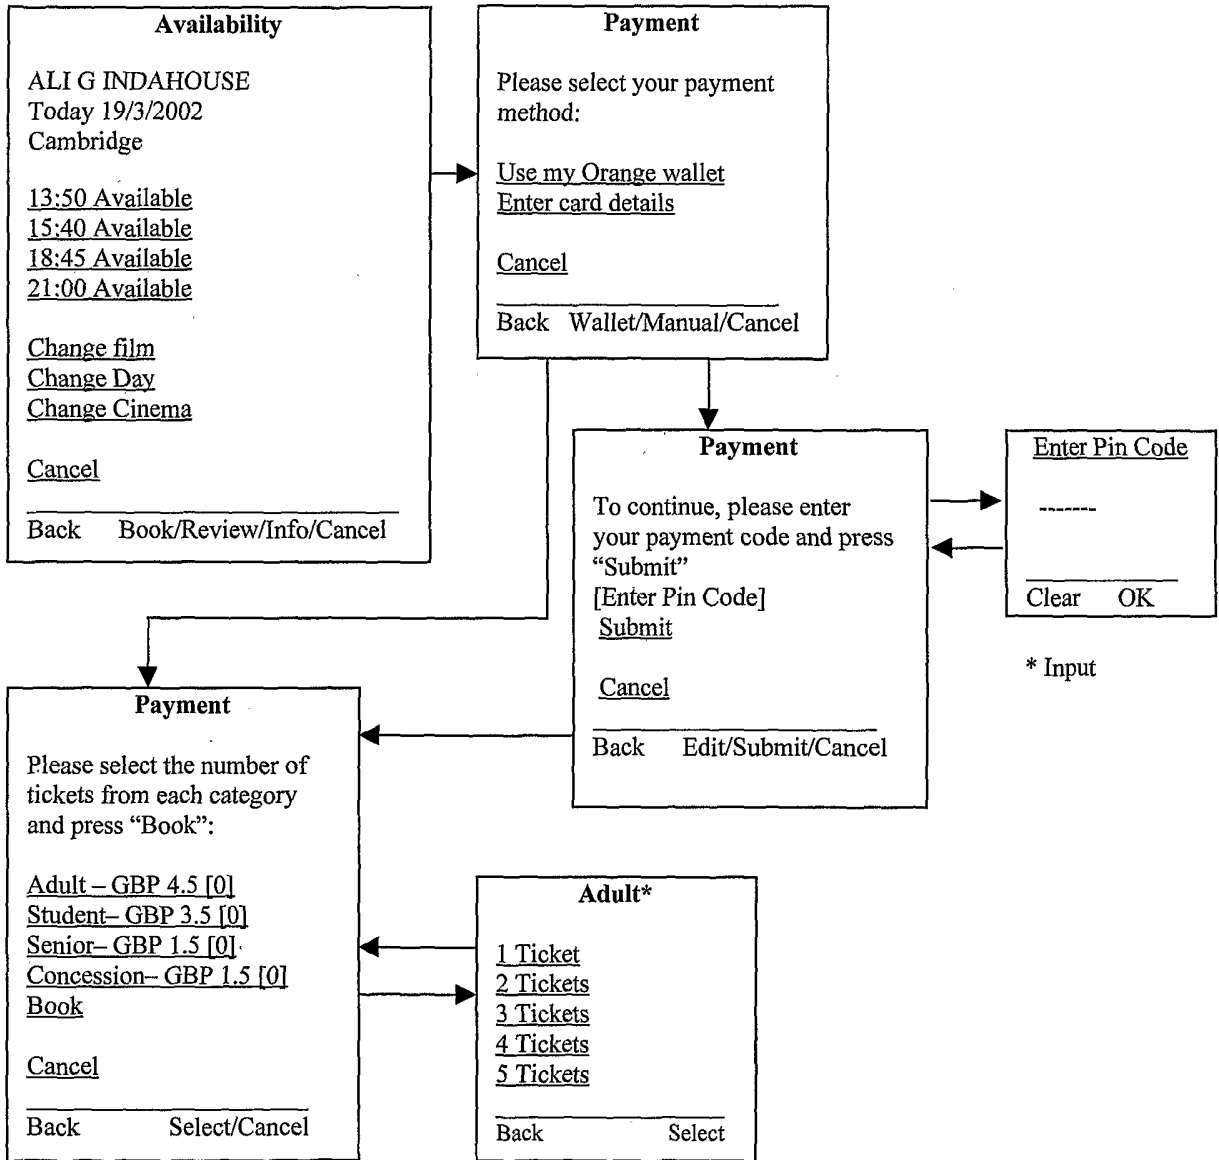 Availability
ALI G INDAHOUSE
Today 19/3/2002
Cambridge
13:50 Available
15:40 Available
18:45 Available
21:00 Available
Change film
Change Day
Change Cinema
Cancel
Back Book/Review/Info/Cancel
Payment
Please select your payment
method:
Use my Orange wallet
Enter card details
Cancel
Back Wallet/Manual/Cancel
Payment
To continue, please enter
your payment code and press
“Submit”
[Enter Pin Code]
Submit
Cancel
Back Edit/Submit/Cancel
Enter Pin Code
-------
Clear OK
* Input
Payment
Please select the number of
tickets from each category
and press “Book”:
Adult – GBP 4.5 [0]
Student– GBP 3.5 [0]
Senior– GBP 1.5 [0]
Concession– GBP 1.5 [0]
Book
Cancel
Back Select/Cancel
Adult*
1 Ticket
2 Tickets
3 Tickets
4 Tickets
5 Tickets
Back Select